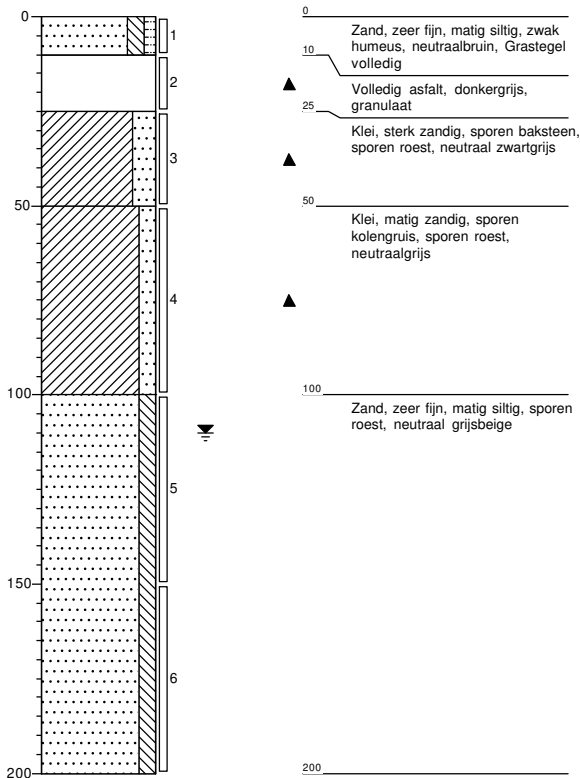 0
50
100
150
200
1
2
3
4
5
6
0
Zand, zeer fijn, matig siltig, zwak
humeus, neutraalbruin, Grastegel
volledig
10
Volledig asfalt, donkergrijs,
granulaat
25
Klei, sterk zandig, sporen baksteen,
sporen roest, neutraal zwartgrijs
50
Klei, matig zandig, sporen
kolengruis, sporen roest,
neutraalgrijs
100
Zand, zeer fijn, matig siltig, sporen
roest, neutraal grijsbeige
200